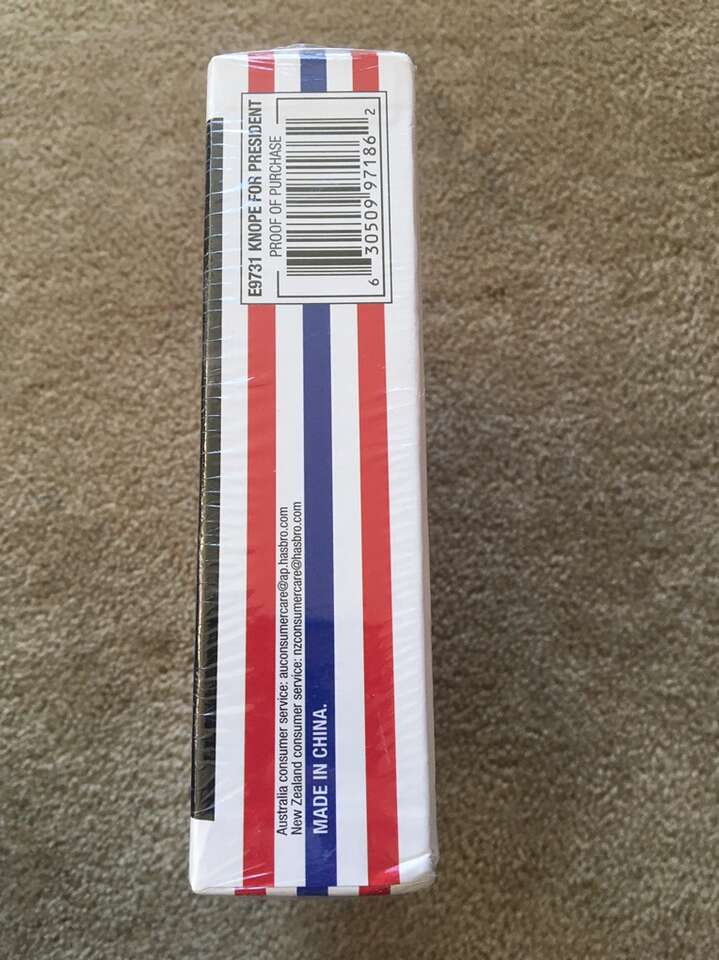 E9731 KNOPE FOR PRESIDENT
PROOF OF PURCHASE
6 30509 97186 2
Australia consumer service: auconsumercare@ap.hasbro.com
New Zealand consumer service: nzconsumercare@hasbro.com
MADE IN CHINA.